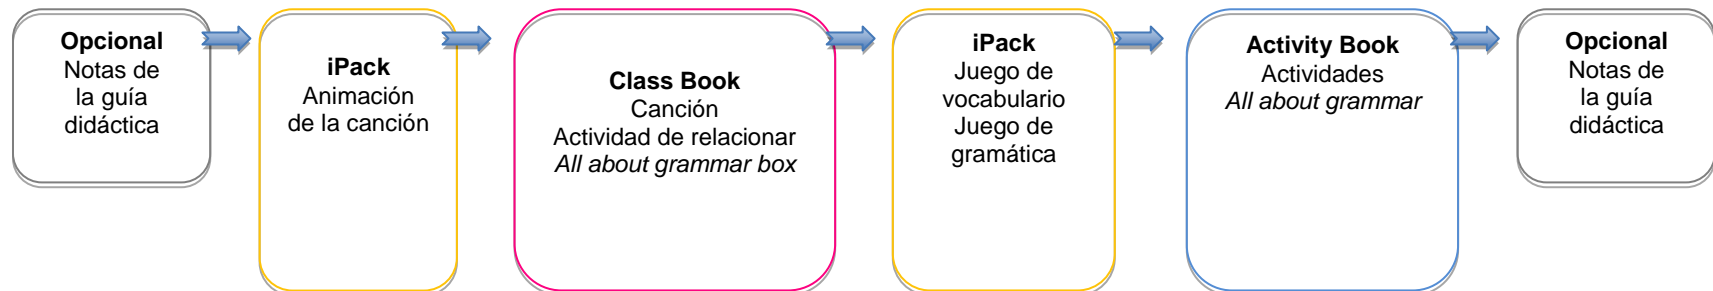 Opcional
Notas de
la guía
didáctica
iPack
Animación
de la canción
Class Book
Canción
Actividad de relacionar
All about grammar box
iPack
Juego de
vocabulario
Juego de
gramática
Activity Book
Actividades
All about grammar
Opcional
Notas de
la guía
didáctica